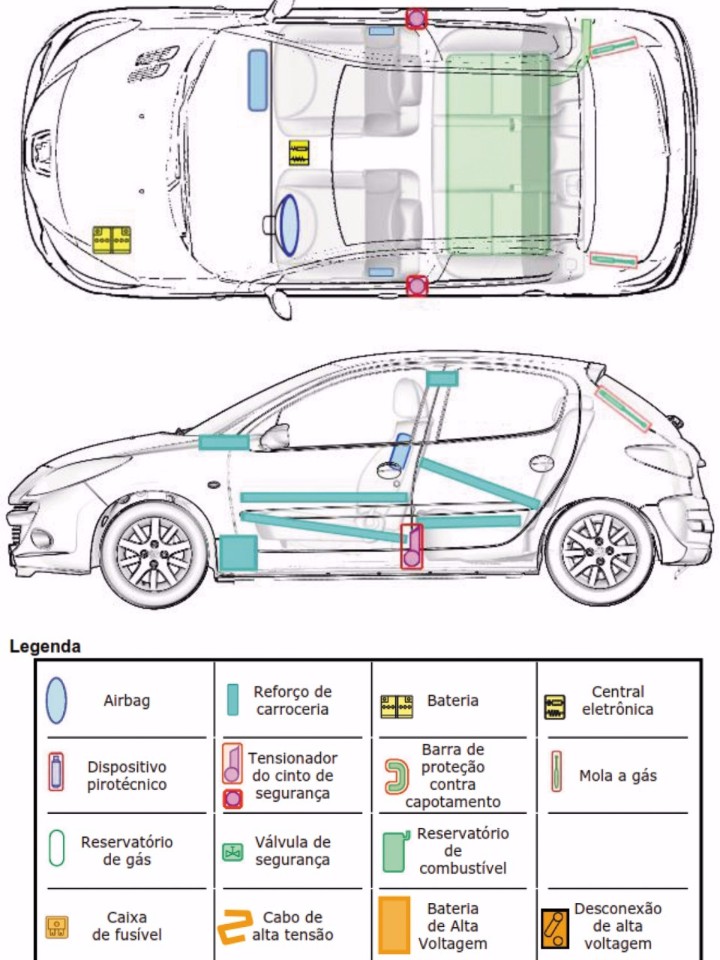 Legenda
Airbag
Reforço de
carroceria
Bateria
Central
eletrônica
Dispositivo
pirotécnico
Tensionador
do cinto de
segurança
Barra de
proteção
contra
capotamento
Mola a gás
Reservatório
de gás
Válvula de
segurança
Reservatório
de
combustível
Caixa
de fusível
Cabo de
alta tensão
Bateria
de Alta
Voltagem
Desconexão
de alta
voltagem